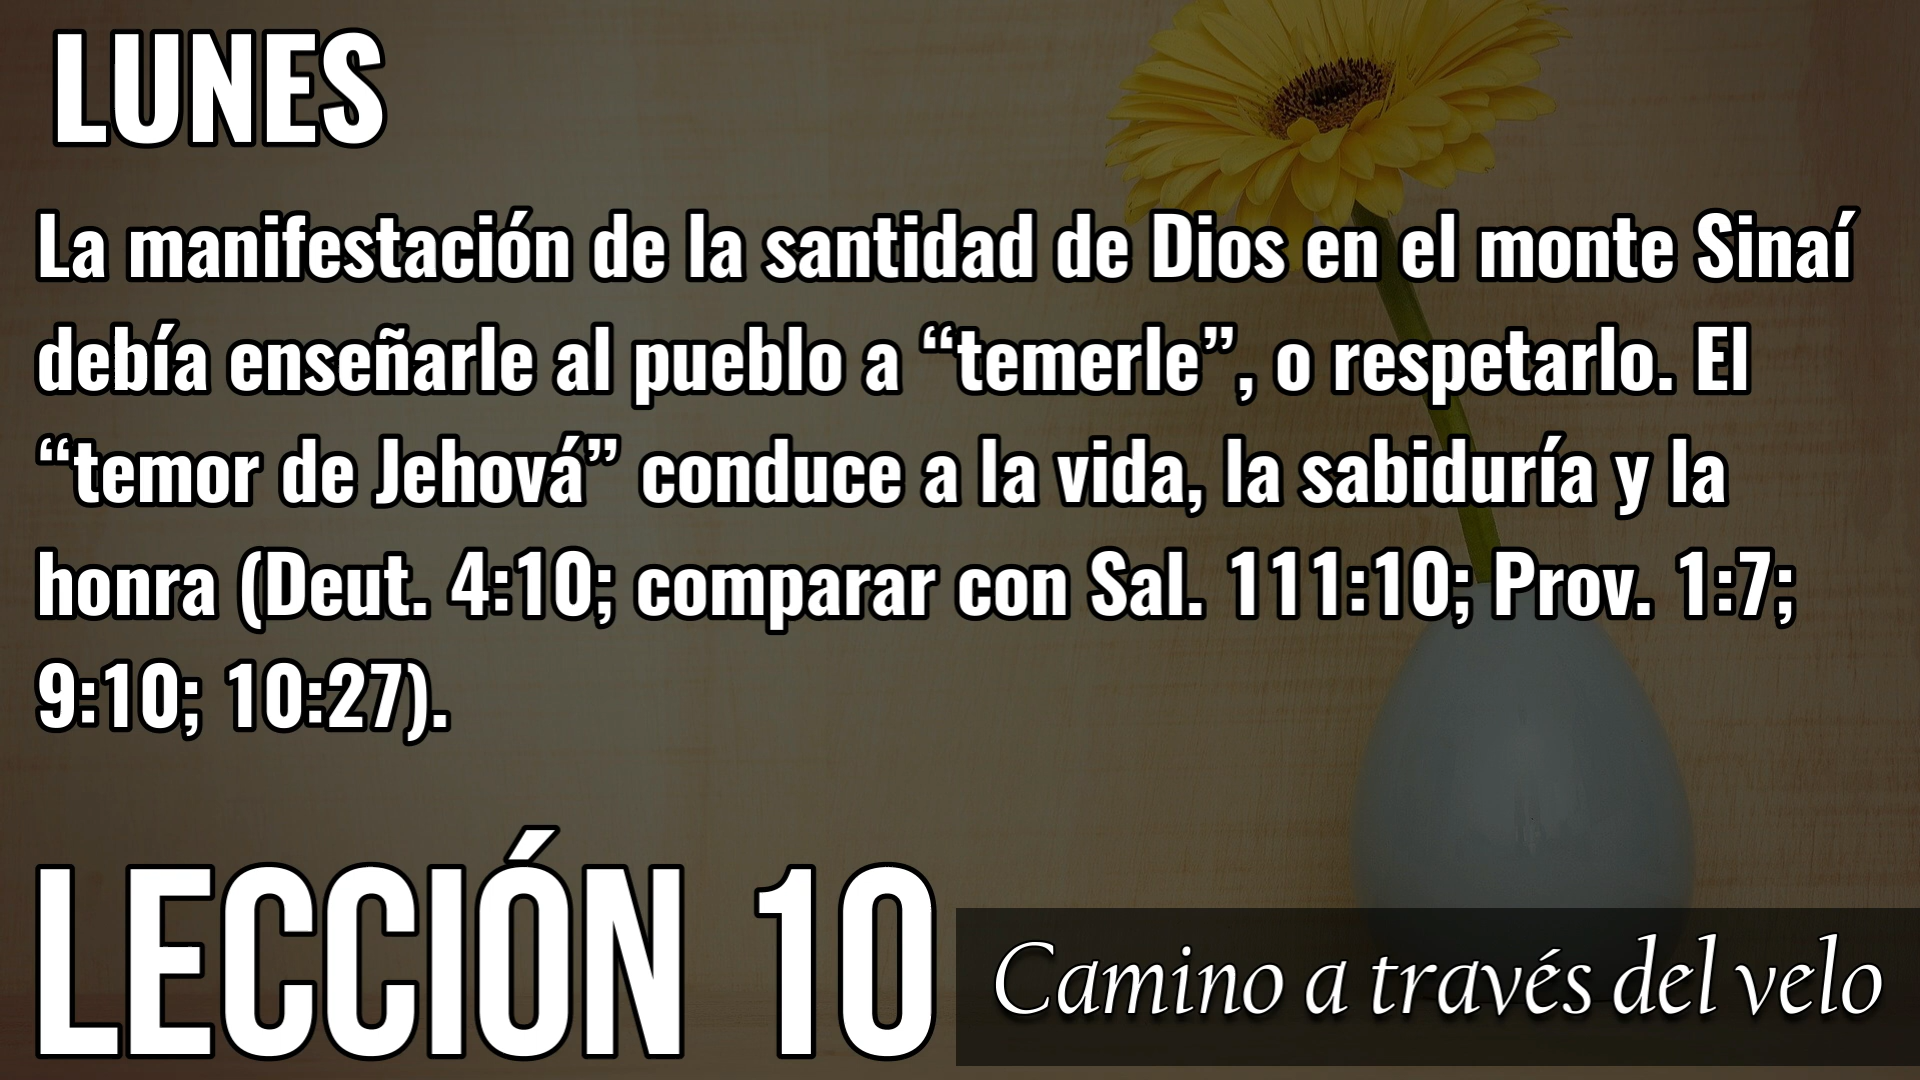 LUNES
La manifestación de la santidad de Dios en el monte Sinaí
debía enseñarle al pueblo a “temerle”, o respetarlo. El
“temor de Jehová” conduce a la vida, la sabiduría y la
honra (Deut. 4:10; comparar con Sal. 111:10; Prov. 1:7;
9:10; 10:27).
LECCIÓN 10
Camino a través del velo